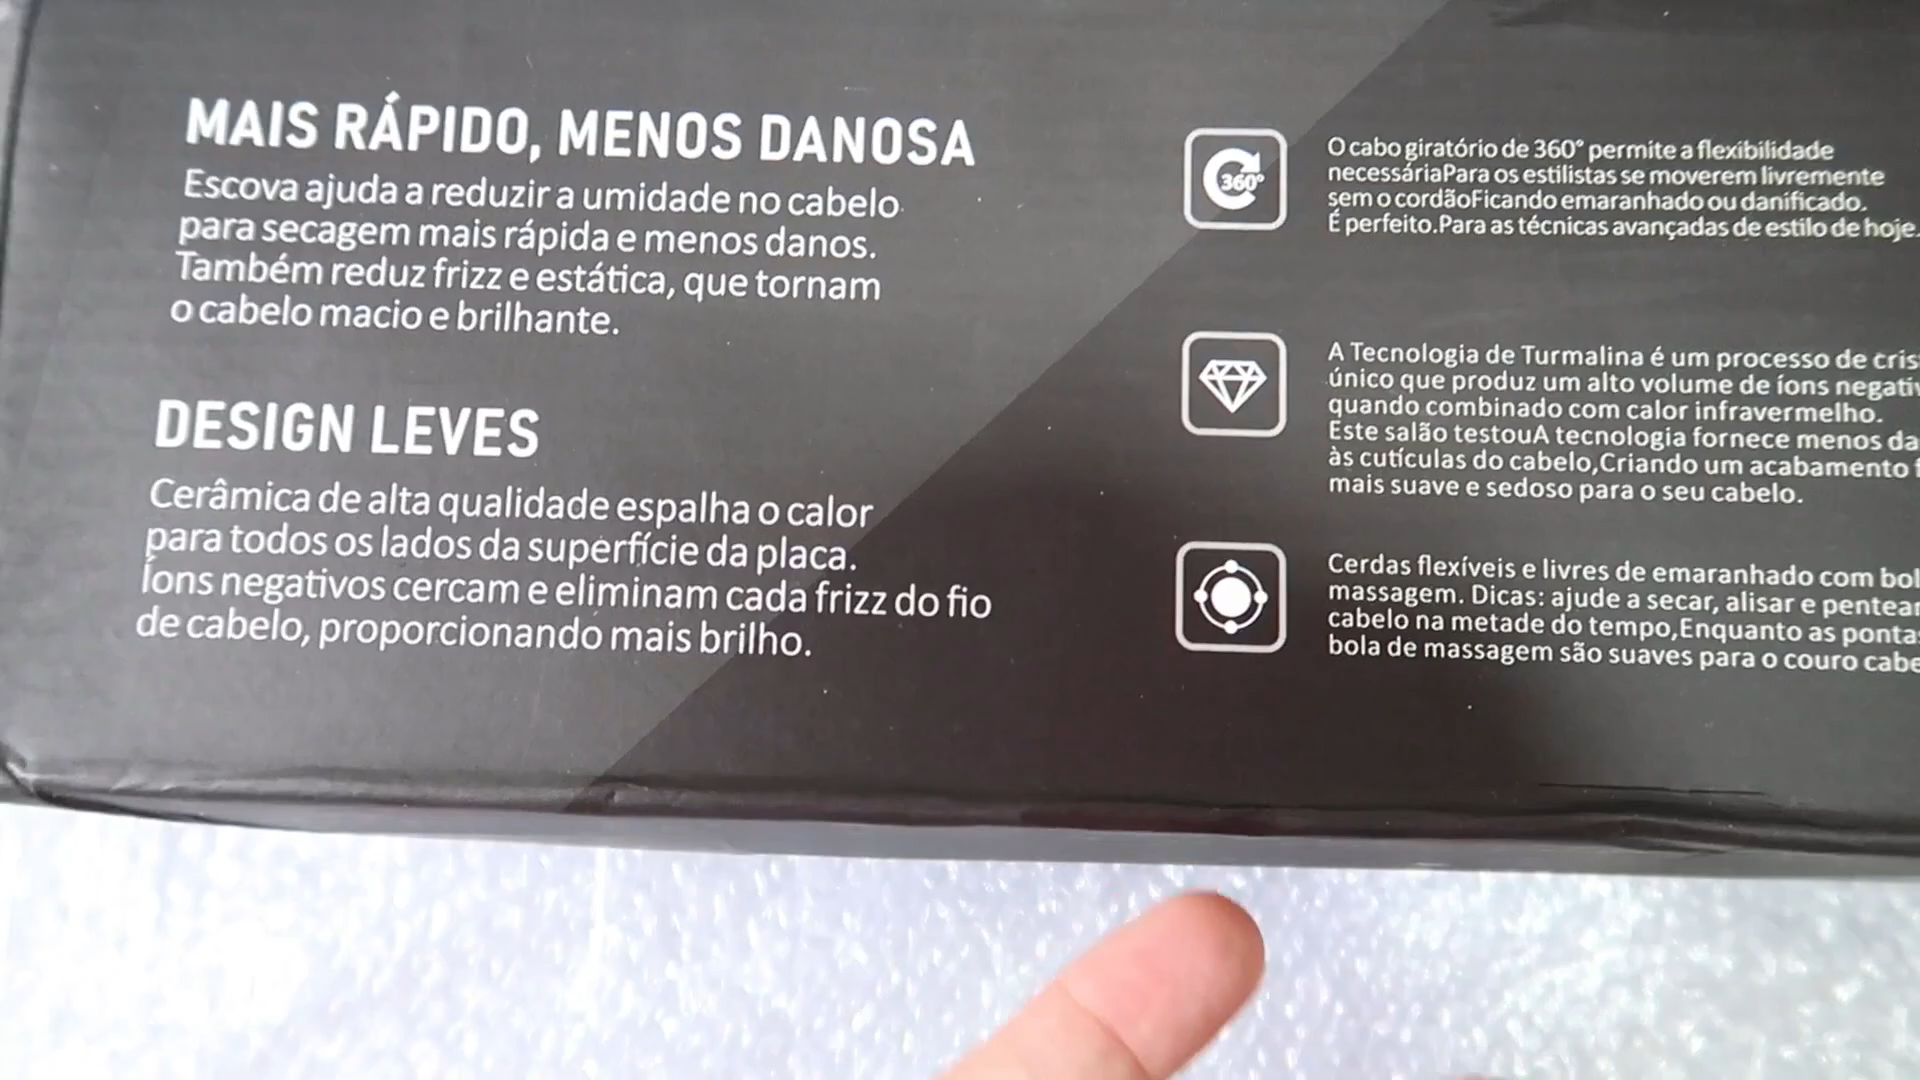 MAIS RÁPIDO, MENOS DANOSA
Escova ajuda a reduzir a umidade no cabelo
para secagem mais rápida e menos danos.
Também reduz frizz e estática, que tornam
o cabelo macio e brilhante.
DESIGN LEVES
Cerâmica de alta qualidade espalha o calor
para todos os lados da superfície da placa.
Íons negativos cercam e eliminam cada frizz do fio
de cabelo, proporcionando mais brilho.
360°
O cabo giratório de 360° permite a flexibilidade
necessáriaPara os estilistas se moverem livremente
sem o cordãoFicando emaranhado ou danificado.
É perfeito.Para as técnicas avançadas de estilo de hoje.
A Tecnologia de Turmalina é um processo de
único que produz um alto volume de íons
quando combinado com calor infravermelho.
Este salão testouA tecnologia fornece menos
às cutículas do cabelo,Criando um acabamento
mais suave e sedoso para o seu cabelo.
Cerdas flexíveis e livres de emaranhado com
massagem. Dicas: ajude a secar, alisar e
cabelo na metade do tempo,Enquanto as
bola de massagem são suaves para o couro